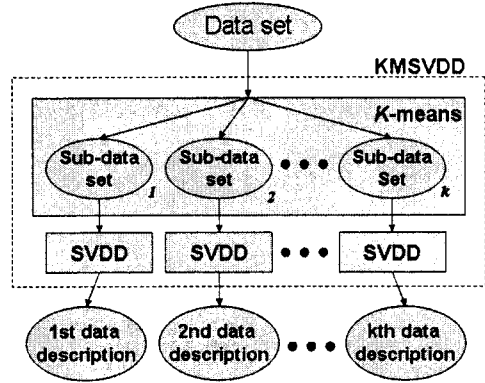 Data set
KMSVDD
K-means
Sub-data
set
1
Sub-data
set
2
Sub-data
Set
k
SVDD
SVDD
SVDD
1st data
description
2nd data
description
kth data
description